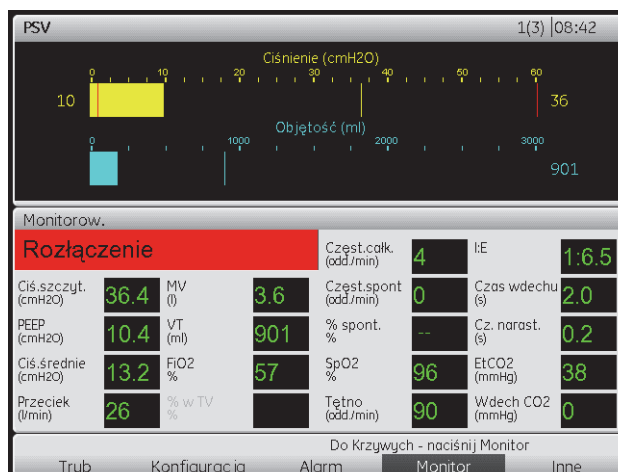 PSV 1(3) 08:42
Ciśnienie (cmH2O)
0 10 20 30 40 50 60
10 36
Objętość (ml)
0 1000 2000 3000
901
Monitorow.
Rozłączenie
Częst.całk. (odd./min) 4 I:E 1:6.5
Ciś.szczyt. (cmH2O) 36.4 MV (l) 3.6 Częst.spont (odd./min) 0 Czas wdechu (s) 2.0
PEEP (cmH2O) 10.4 VT (ml) 901 % spont. % -- Cz. narast. (s) 0.2
Ciś.średnie (cmH2O) 13.2 FiO2 % 57 SpO2 % 96 EtCO2 (mmHg) 38
Przeciek (l/min) 26 % w TV % Tętno (odd./min) 90 Wdech CO2 (mmHg) 0
Do Krzywych - naciśnij Monitor
Tryb Konfiguracja Alarm Monitor Inne